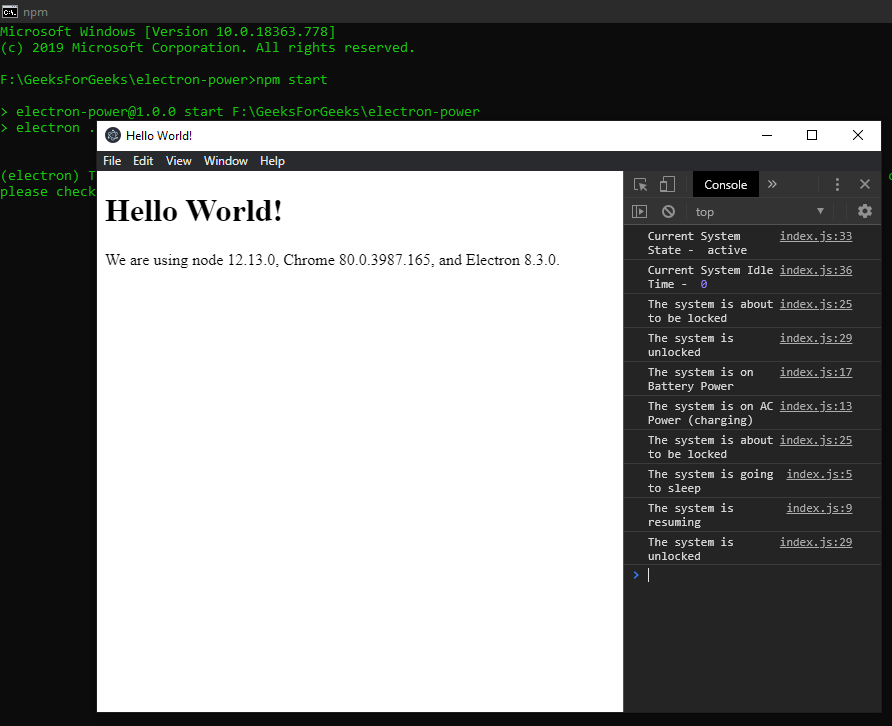 npm
Microsoft Windows [Version 10.0.18363.778]
(c) 2019 Microsoft Corporation. All rights reserved.
F:\GeeksForGeeks\electron-power>npm start
> electron-power@1.0.0 start F:\GeeksForGeeks\electron-power
> electron .
(electron)
please check
Hello World!
File Edit View Window Help
Hello World!
We are using node 12.13.0, Chrome 80.0.3987.165, and Electron 8.3.0.
Console
top
Current System index.js:33
State - active
Current System Idle index.js:36
Time - 0
The system is about index.js:25
to be locked
The system is index.js:29
unlocked
The system is on index.js:17
Battery Power
The system is on AC index.js:13
Power (charging)
The system is about index.js:25
to be locked
The system is going index.js:5
to sleep
The system is index.js:9
resuming
The system is index.js:29
unlocked